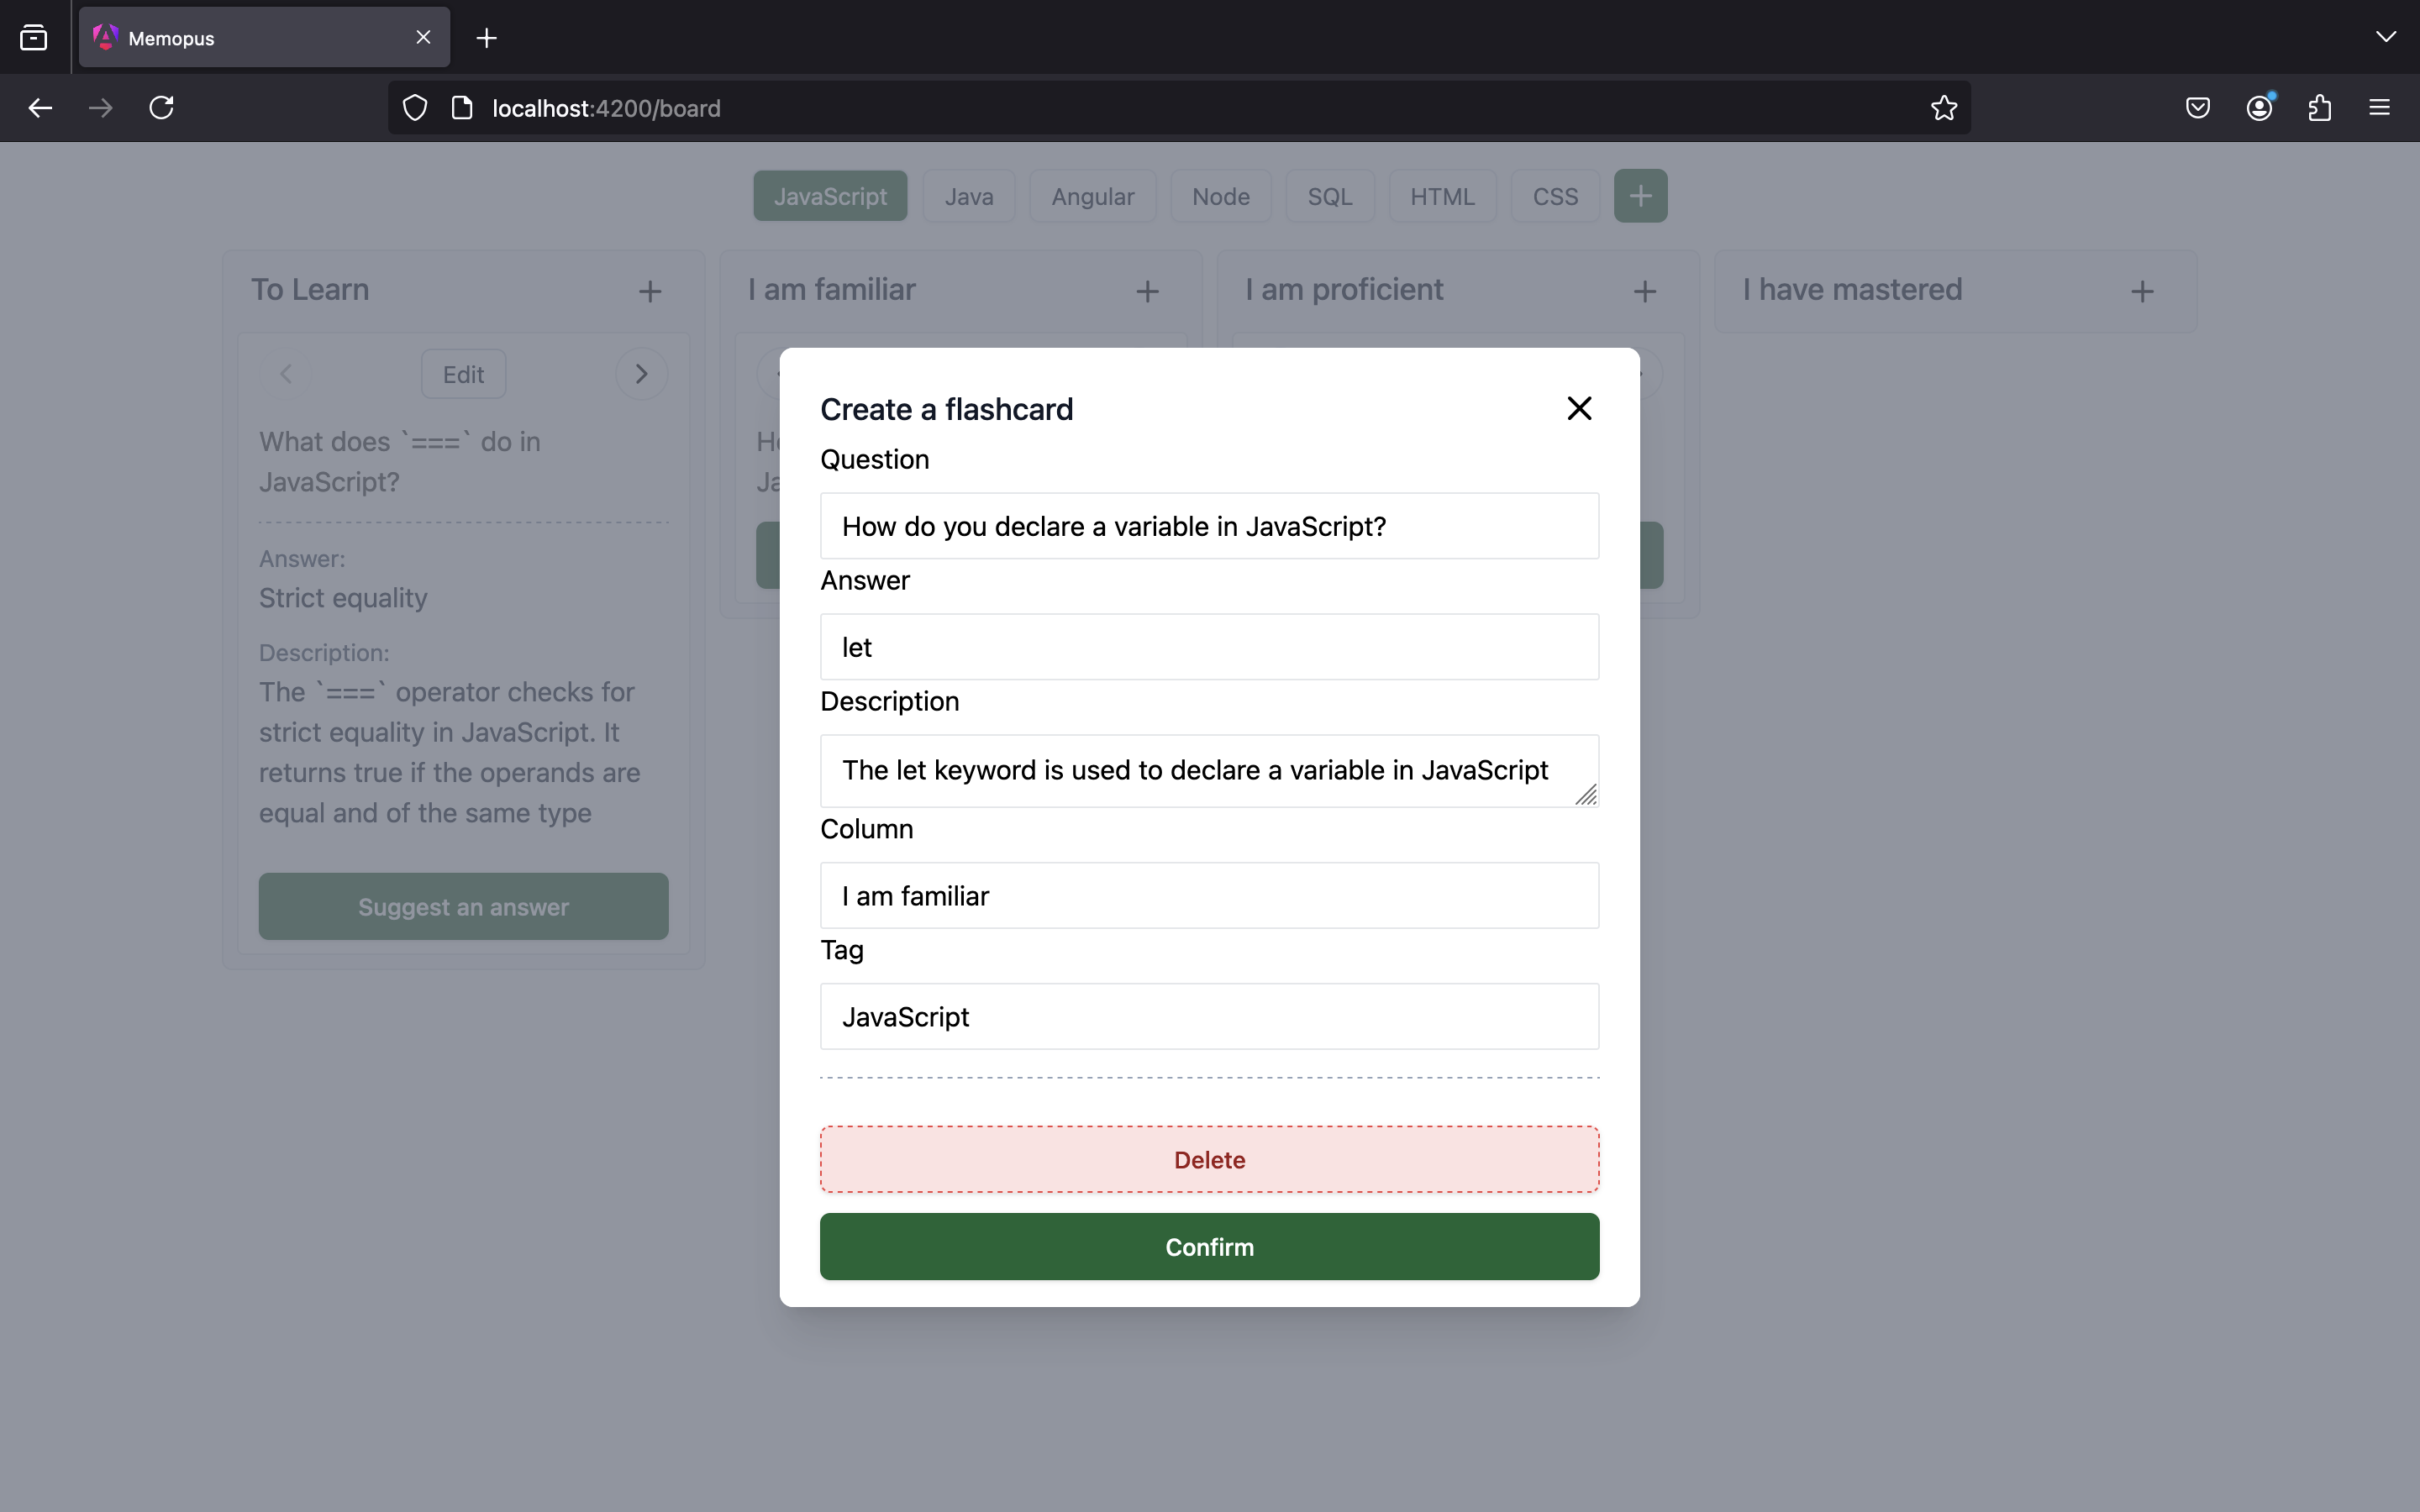 Memopus
localhost:4200/board
JavaScript Java Angular Node SQL HTML CSS
To Learn
I am familiar
I am proficient
I have mastered
Edit
What does `===` do in
JavaScript?
Answer:
Strict equality
Description:
The `===` operator checks for
strict equality in JavaScript. It
returns true if the operands are
equal and of the same type
Suggest an answer
Create a flashcard
Question
How do you declare a variable in JavaScript?
Answer
let
Description
The let keyword is used to declare a variable in JavaScript
Column
I am familiar
Tag
JavaScript
Delete
Confirm